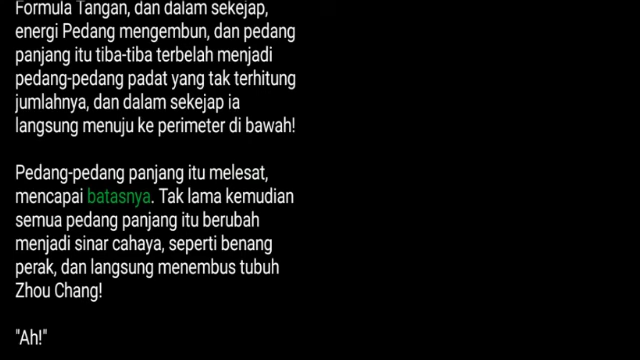 Formula Tangan, dan dalam sekejap,
energi Pedang mengembun, dan pedang
panjang itu tiba-tiba terbelah menjadi
pedang-pedang padat yang tak terhitung
jumlahnya, dan dalam sekejap ia
langsung menuju ke perimeter di bawah!
Pedang-pedang panjang itu melesat,
mencapai batasnya. Tak lama kemudian
semua pedang panjang itu berubah
menjadi sinar cahaya, seperti benang
perak, dan langsung menembus tubuh
Zhou Chang!
"Ah!"